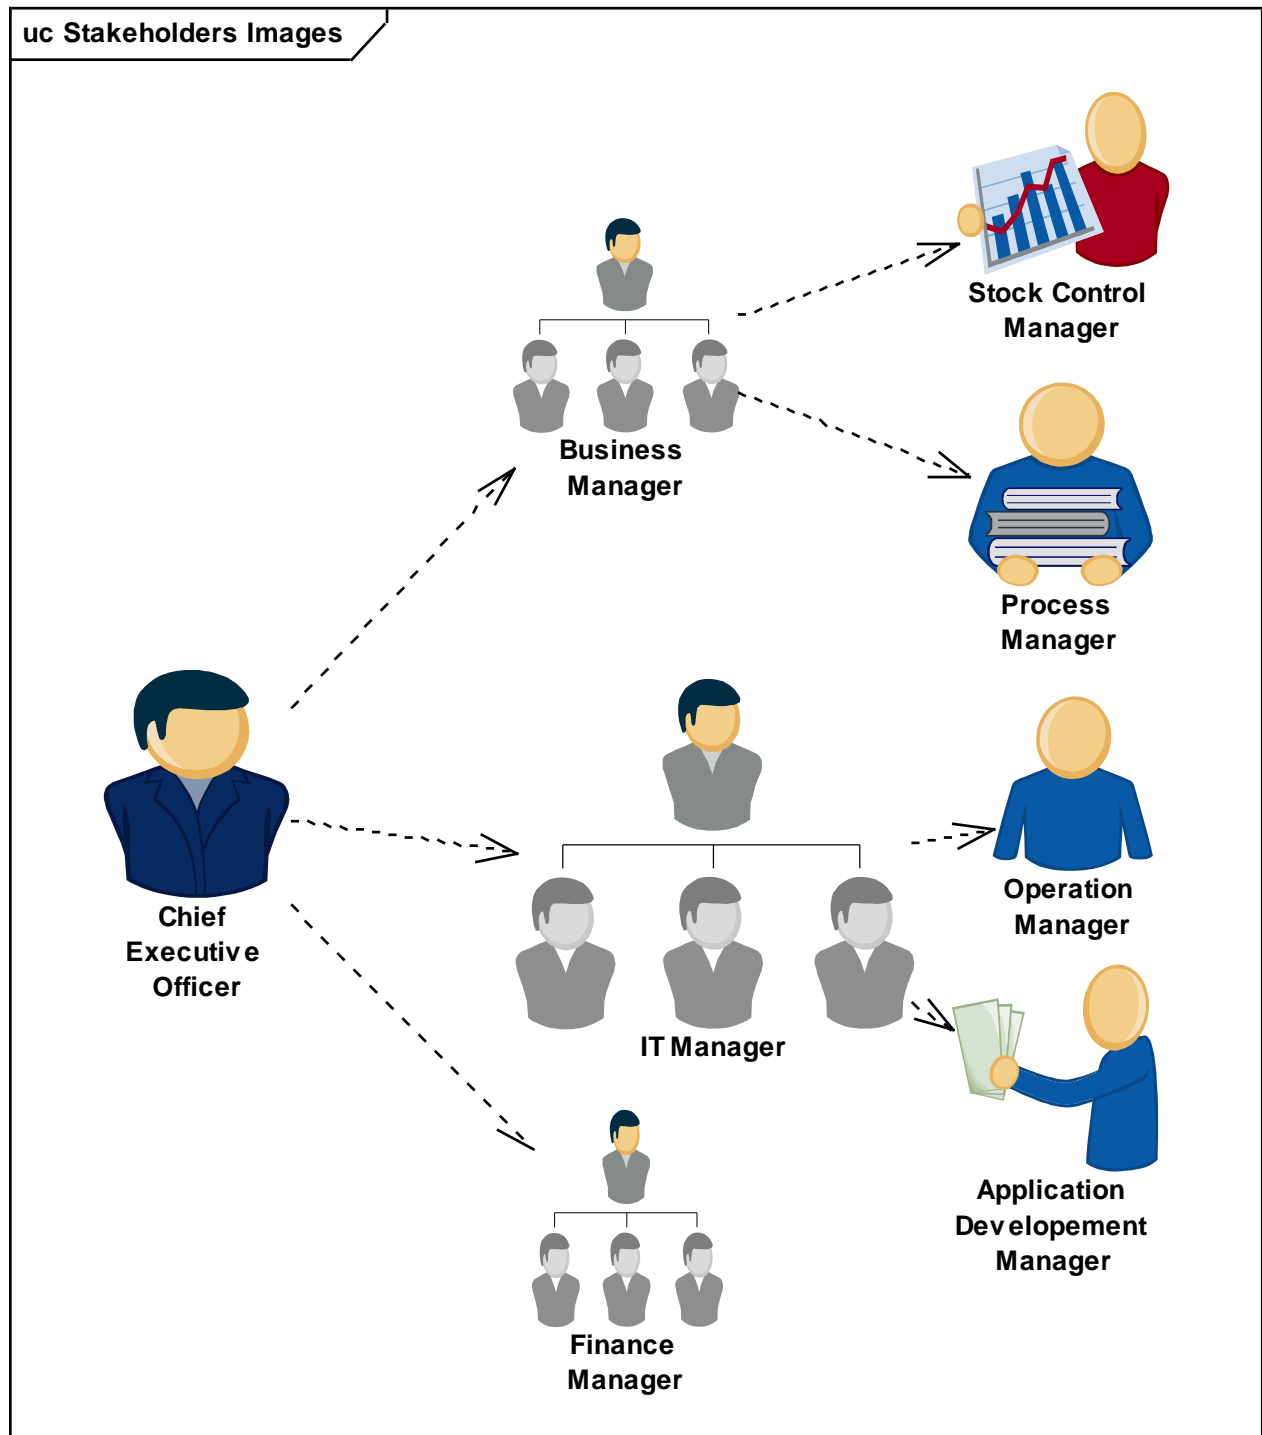 uc Stakeholders Images
Stock Control
Manager
Business
Manager
Process
Manager
Chief
Executive
Officer
Operation
Manager
IT Manager
Application
Developement
Manager
Finance
Manager